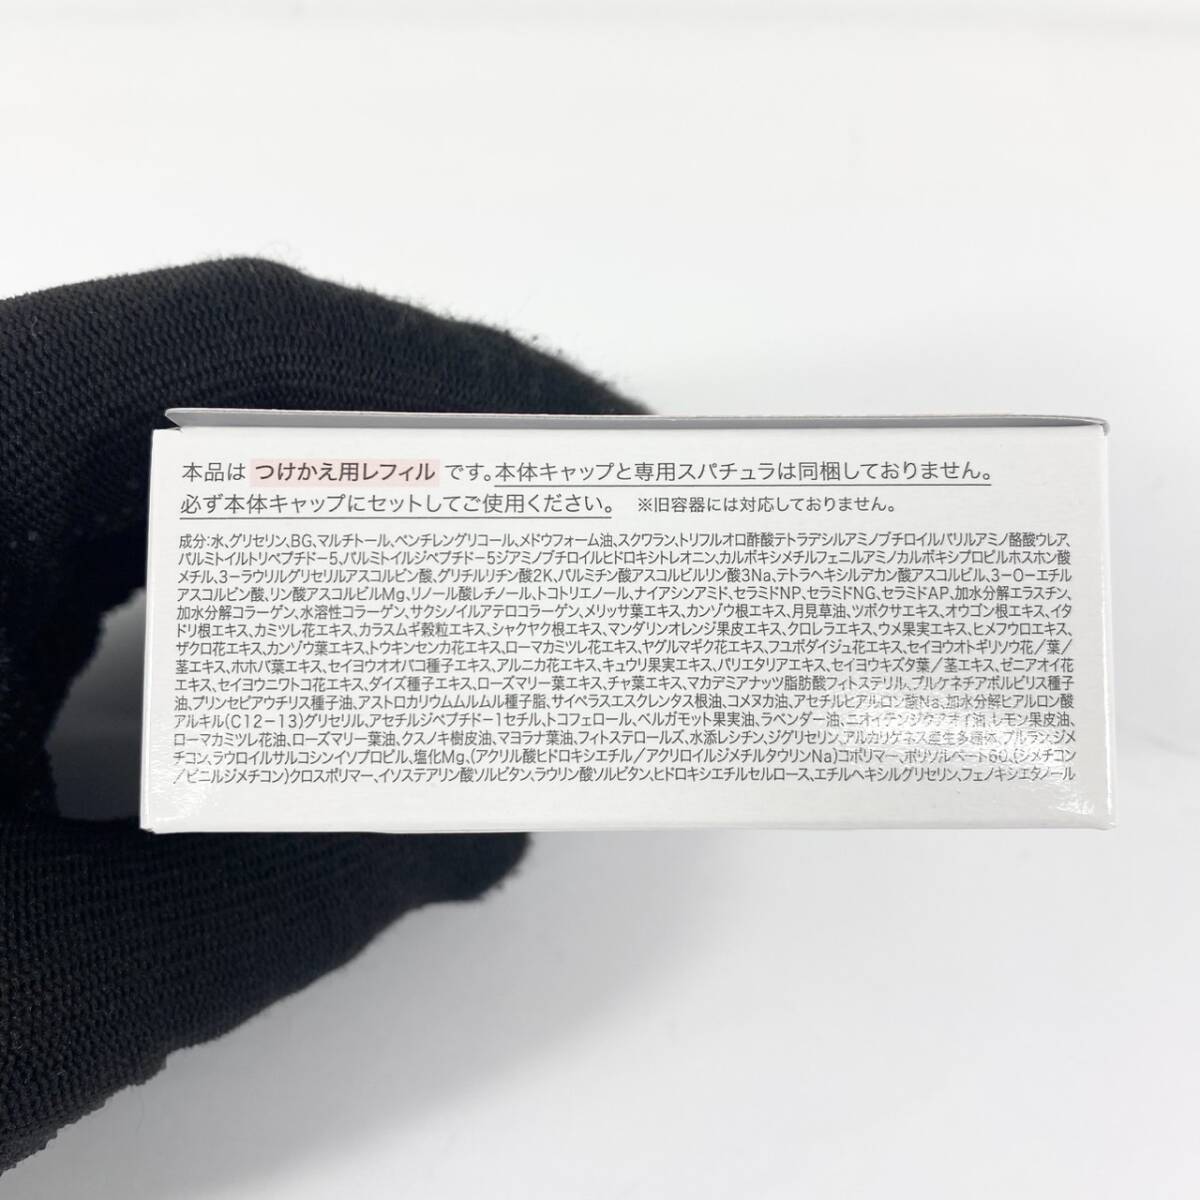 本品は つけかえ用レフィル です。本体キャップと専用スパチュラは同梱しておりません。
必ず本体キャップにセットしてご使用ください。 ※旧容器には対応しておりません。
成分:水、グリセリン、BG、マルチトール、ペンチレングリコール、メドウフォーム油、スクワラン、トリフルオロ酢酸テトラデシルアミノブチロイルバリルアミノ酪酸ウレア、
パルミトイルトリペプチド−5、パルミトイルジペプチド−5ジアミノブチロイルヒドロキシトレオニン、カルボキシメチルフェニルアミノカルボキシプロピルホスホン酸
メチル、3−ラウリルグリセリルアスコルビン酸、グリチルリチン酸2K、パルミチン酸アスコルビルリン酸3Na、テトラヘキシルデカン酸アスコルビル、3−O−エチル
アスコルビン酸、リン酸アスコルビルMg、リノール酸レチノール、トコトリエノール、ナイアシンアミド、セラミドNP、セラミドNG、セラミドAP、加水分解エラスチン、
加水分解コラーゲン、水溶性コラーゲン、サクシノイルアテロコラーゲン、メリッサ葉エキス、カンゾウ根エキス、月見草油、ツボクサエキス、オウゴン根エキス、イタ
ドリ根エキス、カミツレ花エキス、カラスムギ穀粒エキス、シャクヤク根エキス、マンダリンオレンジ果皮エキス、クロレラエキス、ウメ果実エキス、ヒメフウロエキス、
ザクロ花エキス、カンゾウ葉エキス、トウキンセンカ花エキス、ローマカミツレ花エキス、ヤグルマギク花エキス、フユボダイジュ花エキス、セイヨウオトギリソウ花/葉/
茎エキス、ホホバ葉エキス、セイヨウオオバコ種子エキス、アルニカ花エキス、キュウリ果実エキス、パリエタリアエキス、セイヨウキズタ葉/茎エキス、ゼニアオイ花
エキス、セイヨウニワトコ花エキス、ダイズ種子エキス、ローズマリー葉エキス、チャ葉エキス、マカデミアナッツ脂肪酸フィトステリル、プルケネチアボルビリス種子
油、プリンセピアウチリス種子油、アストロカリウムムルムル種子脂、サイペラスエスクレンタス根油、コメヌカ油、アセチルヒアルロン酸Na、加水分解ヒアルロン酸
アルキル(C12−13)グリセリル、アセチルジペプチド−1セチル、トコフェロール、ベルガモット果実油、ラベンダー油、ニオイテンジクアオイ油、レモン果皮油、
ローマカミツレ花油、ローズマリー葉油、クスノキ樹皮油、マヨラナ葉油、フィトステロールズ、水添レシチン、ジグリセリン、アルカリゲネス産生多糖体、ブルランジメチ
コン、ラウロイルサルコシンイソプロピル、塩化Mg、(アクリル酸ヒドロキシエチル/アクリロイルジメチルタウリンNa)コポリマー、ポリソルベート60、(ジメチコン
/ビニルジメチコン)クロスポリマー、イソステアリン酸ソルビタン、ラウリン酸ソルビタン、ヒドロキシエチルセルロース、エチルヘキシルグリセリン、フェノキシエタノール